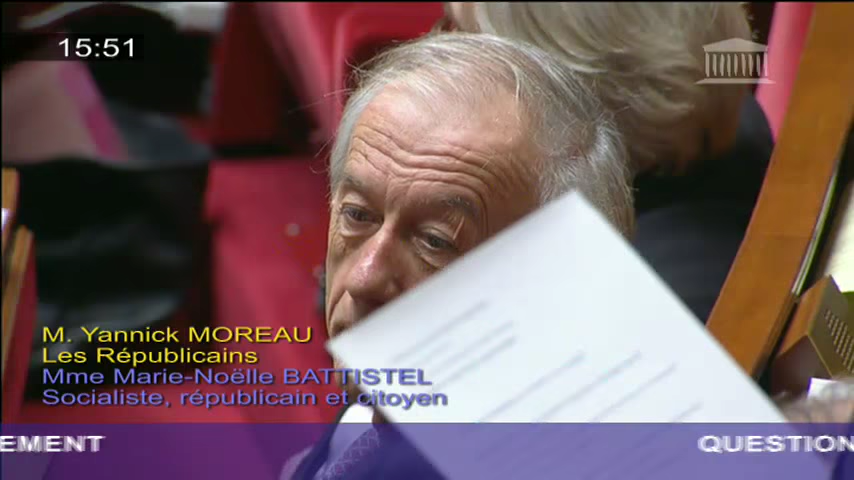 15:51
M. Yannick MOREAU
Les Républicains
Mme Marie-Noëlle BATTISTEL
Socialiste, républicain et citoyen
EMENT QUESTION